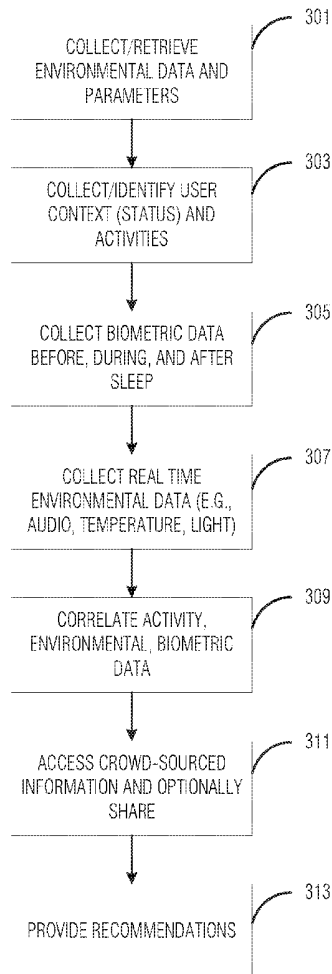 301
COLLECT/RETRIEVE
ENVIRONMENTAL DATA AND
PARAMETERS
303
COLLECT/IDENTIFY USER
CONTEXT (STATUS) AND
ACTIVITIES
305
COLLECT BIOMETRIC DATA
BEFORE, DURING, AND AFTER
SLEEP
307
COLLECT REAL TIME
ENVIRONMENTAL DATA (E.G.,
AUDIO, TEMPERATURE, LIGHT)
309
CORRELATE ACTIVITY,
ENVIRONMENTAL, BIOMETRIC
DATA
311
ACCESS CROWD-SOURCED
INFORMATION AND OPTIONALLY
SHARE
313
PROVIDE RECOMMENDATIONS